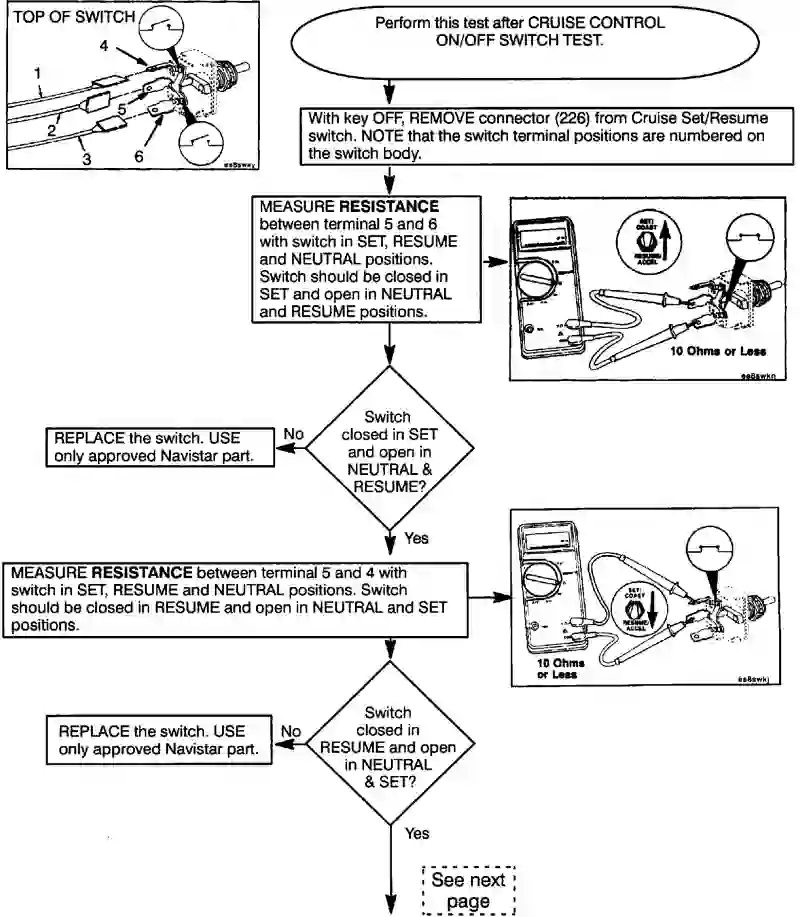 TOP OF SWITCH
4
1
5
2
3
6
ee8swky
Perform this test after CRUISE CONTROL
ON/OFF SWITCH TEST.
With key OFF, REMOVE connector (226) from Cruise Set/Resume
switch. NOTE that the switch terminal positions are numbered on
the switch body.
MEASURE RESISTANCE
between terminal 5 and 6
with switch in SET, RESUME
and NEUTRAL positions.
Switch should be closed in
SET and open in NEUTRAL
and RESUME positions.
SET/
COAST
RESUME/
ACCEL
10 Ohms or Less
ee8swkn
Switch
closed in SET
and open in
NEUTRAL &
RESUME?
No
REPLACE the switch. USE
only approved Navistar part.
Yes
MEASURE RESISTANCE between terminal 5 and 4 with
switch in SET, RESUME and NEUTRAL positions. Switch
should be closed in RESUME and open in NEUTRAL and SET
positions.
SET/
COAST
RESUME/
ACCEL
10 Ohms
or Less
ee8swkj
Switch
closed in
RESUME and open
in NEUTRAL
& SET?
No
REPLACE the switch. USE
only approved Navistar part.
Yes
See next
page